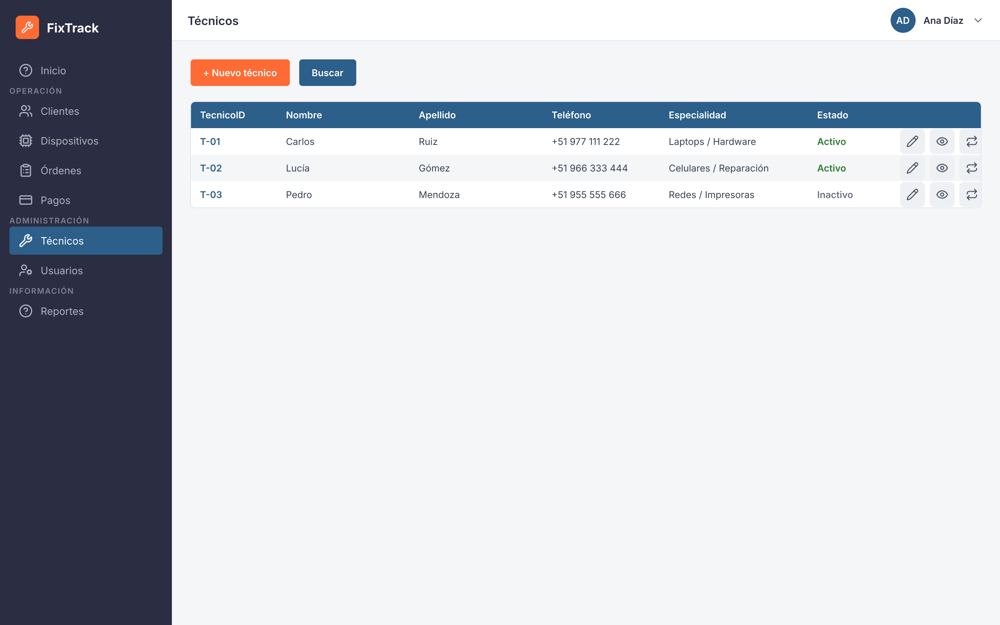 FixTrack
Inicio
OPERACIÓN
Clientes
Dispositivos
Órdenes
Pagos
ADMINISTRACIÓN
Técnicos
Usuarios
INFORMACIÓN
Reportes
Técnicos
AD Ana Díaz
+ Nuevo técnico Buscar
TecnicoID Nombre Apellido Teléfono Especialidad Estado
T-01 Carlos Ruiz +51 977 111 222 Laptops / Hardware Activo
T-02 Lucía Gómez +51 966 333 444 Celulares / Reparación Activo
T-03 Pedro Mendoza +51 955 555 666 Redes / Impresoras Inactivo